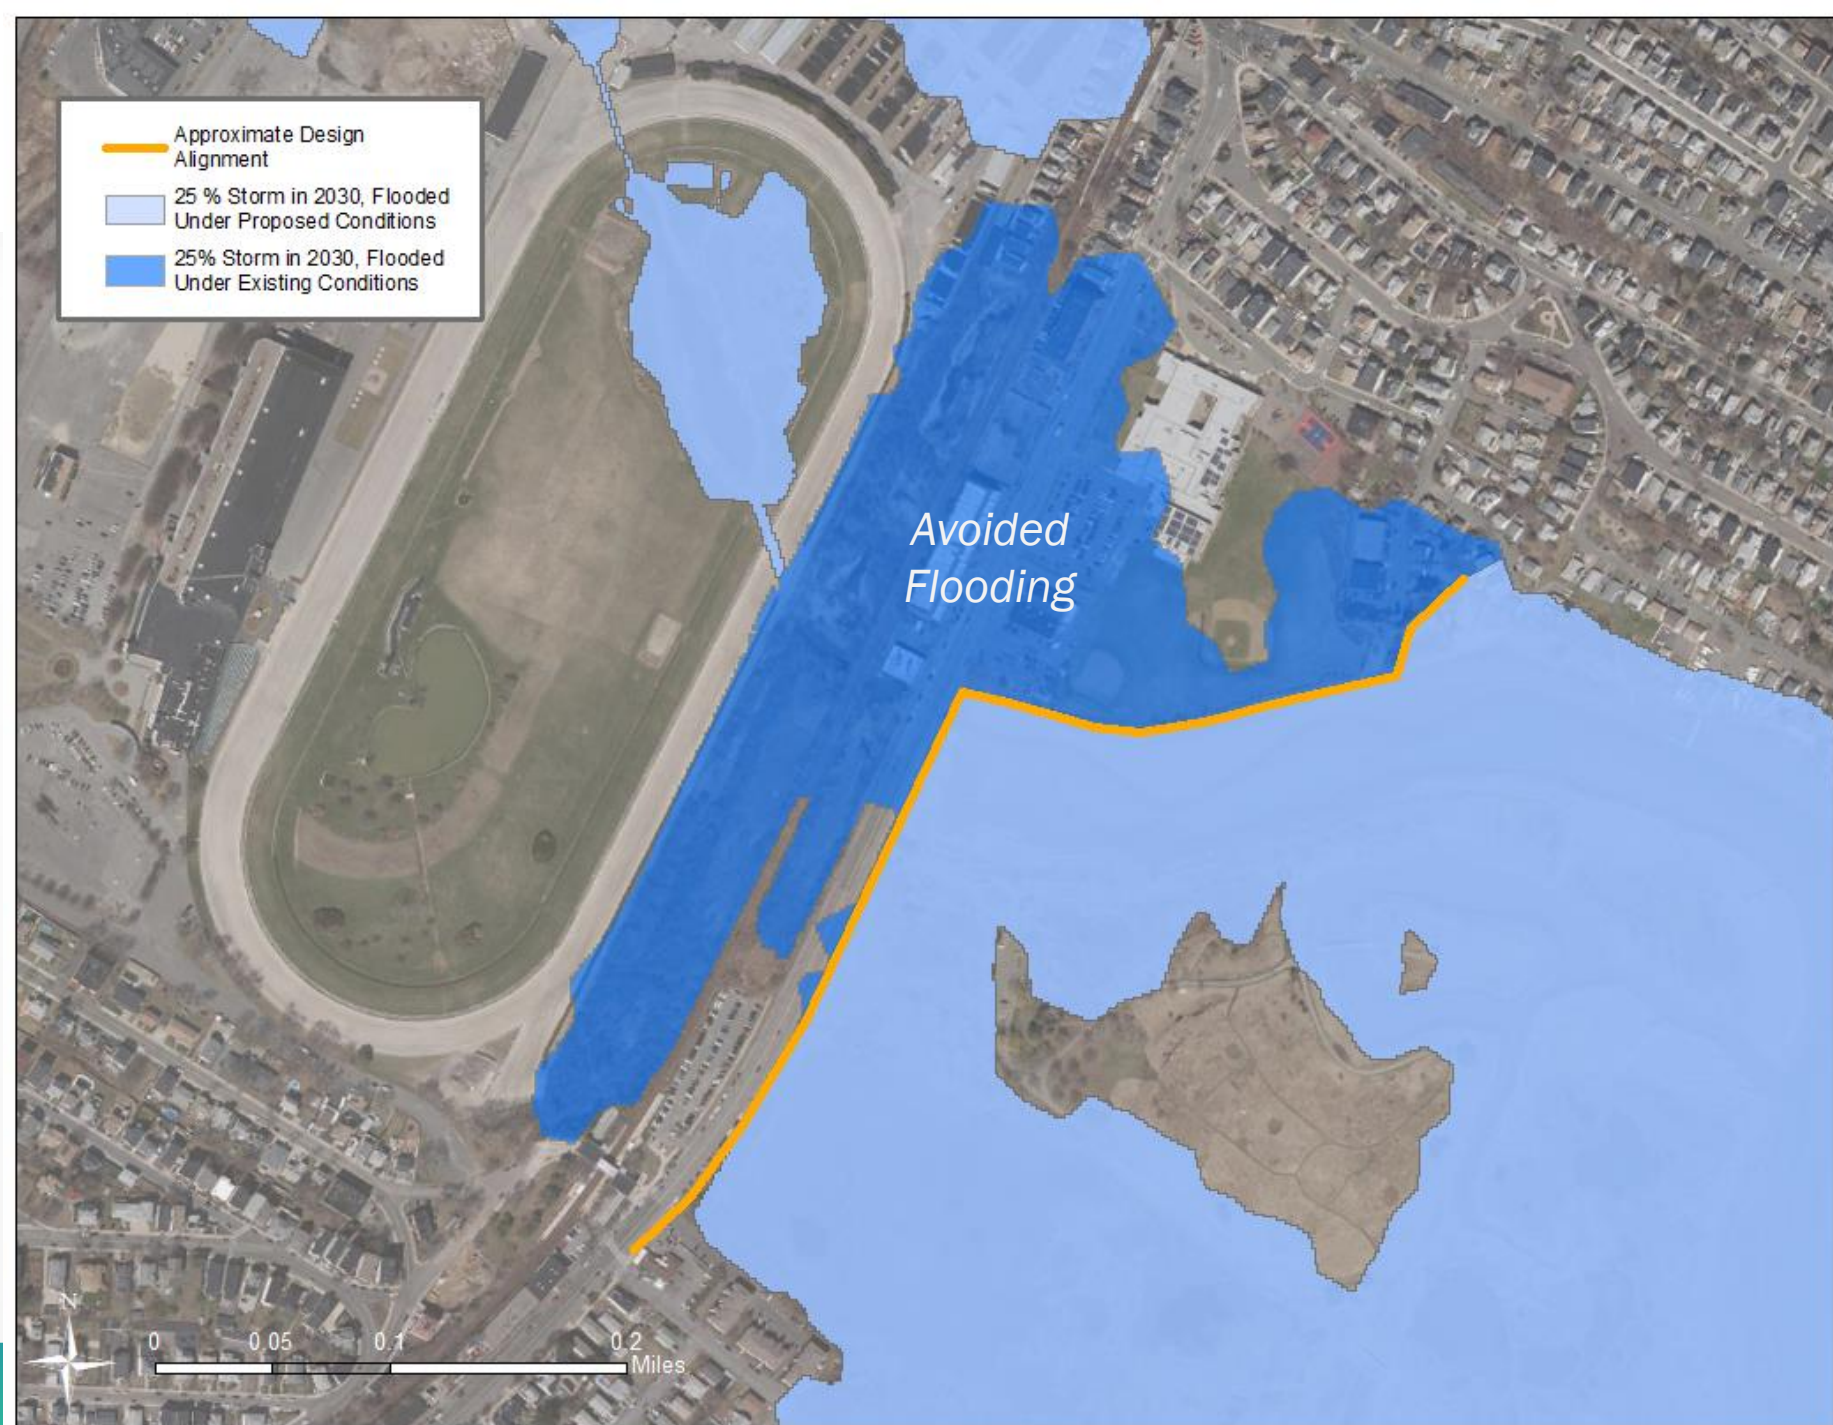 Approximate Design
Alignment
25 % Storm in 2030, Flooded
Under Proposed Conditions
25% Storm in 2030, Flooded
Under Existing Conditions
Avoided
Flooding
N
0 0.05 0.1 0.2
Miles